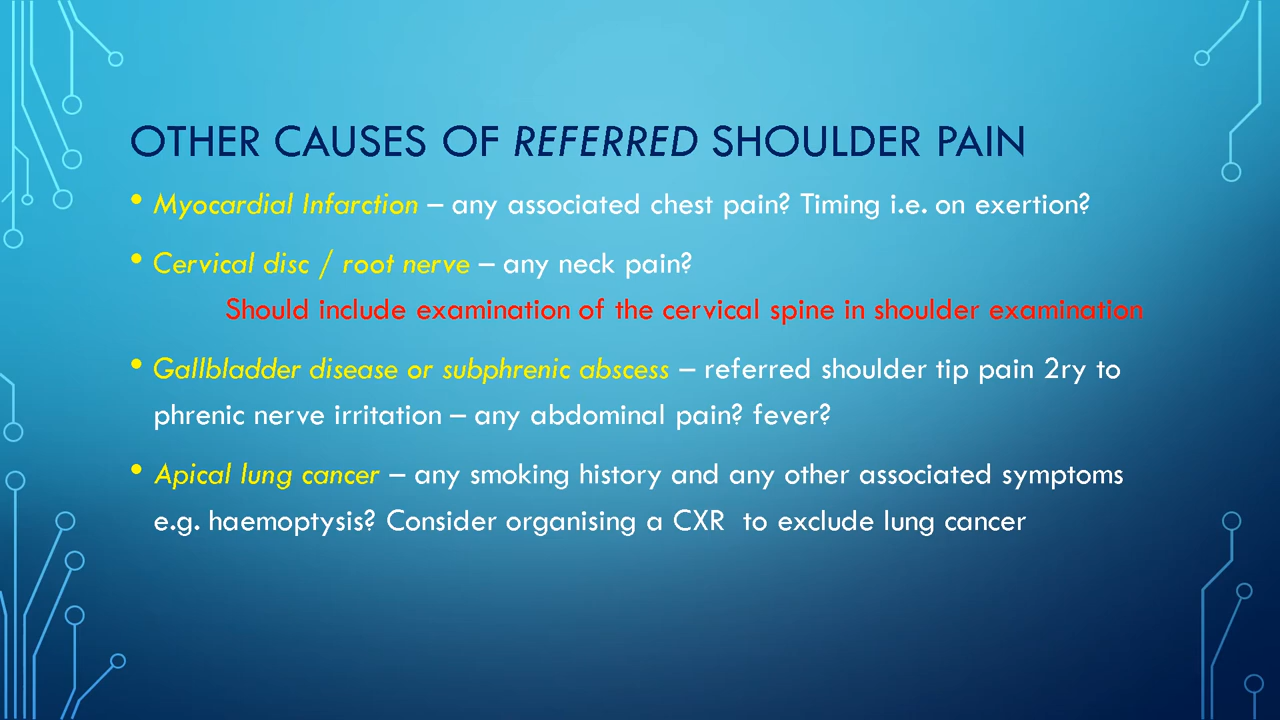 OTHER CAUSES OF REFERRED SHOULDER PAIN
• Myocardial Infarction – any associated chest pain? Timing i.e. on exertion?
• Cervical disc / root nerve – any neck pain?
Should include examination of the cervical spine in shoulder examination
• Gallbladder disease or subphrenic abscess – referred shoulder tip pain 2ry to
phrenic nerve irritation – any abdominal pain? fever?
• Apical lung cancer – any smoking history and any other associated symptoms
e.g. haemoptysis? Consider organising a CXR  to exclude lung cancer